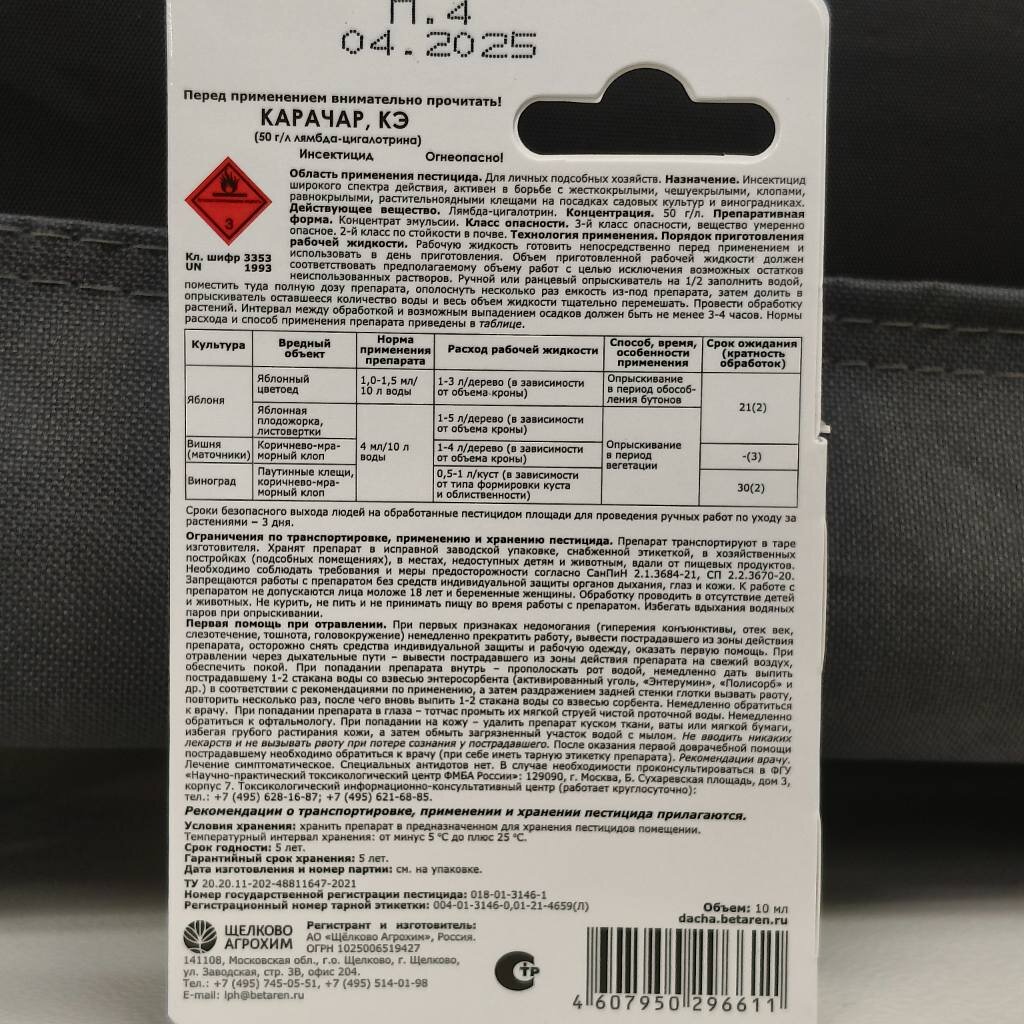 П.4
04.2025
Перед применением внимательно прочитать!
КАРАЧАР, КЭ
(50 г/л лямбда-цигалотрина)
Инсектицид Огнеопасно!
3
Кл. шифр 3353
UN 1993
Область применения пестицида. Для личных подсобных хозяйств. Назначение. Инсектицид
широкого спектра действия, активен в борьбе с жесткокрылыми, чешуекрылыми, клопами,
равнокрылыми, растительноядными клещами на посадках садовых культур и виноградниках.
Действующее вещество. Лямбда-цигалотрин. Концентрация. 50 г/л. Препаративная
форма. Концентрат эмульсии. Класс опасности. 3-й класс опасности, вещество умеренно
опасное. 2-й класс по стойкости в почве. Технология применения. Порядок приготовления
рабочей жидкости. Рабочую жидкость готовить непосредственно перед применением и
использовать в день приготовления. Объем приготовленной рабочей жидкости должен
соответствовать предполагаемому объему работ с целью исключения возможных остатков
неиспользованных растворов. Ручной или ранцевый опрыскиватель на 1/2 заполнить водой,
поместить туда полную дозу препарата, ополоснуть несколько раз емкость из-под препарата, затем долить в
опрыскиватель оставшееся количество воды и весь объем жидкости тщательно перемешать. Провести обработку
растений. Интервал между обработкой и возможным выпадением осадков должен быть не менее 3-4 часов. Нормы
расхода и способ применения препарата приведены в таблице.
Культура
Вредный
объект
Норма
применения
препарата
Расход рабочей жидкости
Способ, время,
особенности
применения
Срок ожидания
(кратность
обработок)
Яблоня
Яблонный
цветоед
1,0-1,5 мл/
10 л воды
1-3 л/дерево (в зависимости
от объема кроны)
Опрыскивание
в период обособ-
ления бутонов
21(2)
Яблонная
плодожорка,
листовертки
4 мл/10 л
воды
1-5 л/дерево (в зависимости
от объема кроны)
Опрыскивание
в период
вегетации
Вишня
(маточники)
Коричнево-мра-
морный клоп
1-4 л/дерево (в зависимости
от объема кроны)
-(3)
Виноград
Паутинные клещи,
коричнево-мра-
морный клоп
0,5-1 л/куст (в зависимости
от типа формировки куста
и облиственности)
30(2)
Сроки безопасного выхода людей на обработанные пестицидом площади для проведения ручных работ по уходу за
растениями – 3 дня.
Ограничения по транспортировке, применению и хранению пестицида. Препарат транспортируют в таре
изготовителя. Хранят препарат в исправной заводской упаковке, снабженной этикеткой, в хозяйственных
постройках (подсобных помещениях), в местах, недоступных детям и животным, вдали от пищевых продуктов.
Необходимо соблюдать требования и меры предосторожности согласно СанПиН 2.1.3684-21, СП 2.2.3670-20.
Запрещаются работы с препаратом без средств индивидуальной защиты органов дыхания, глаз и кожи. К работе с
препаратом не допускаются лица моложе 18 лет и беременные женщины. Обработку проводить в отсутствие детей
и животных. Не курить, не пить и не принимать пищу во время работы с препаратом. Избегать вдыхания водяных
паров при опрыскивании.
Первая помощь при отравлении. При первых признаках недомогания (гиперемия конъюнктивы, отек век,
слезотечение, тошнота, головокружение) немедленно прекратить работу, вывести пострадавшего из зоны действия
препарата, осторожно снять средства индивидуальной защиты и рабочую одежду, оказать первую помощь. При
отравлении через дыхательные пути – вывести пострадавшего из зоны действия препарата на свежий воздух,
обеспечить покой. При попадании препарата внутрь – прополоскать рот водой, немедленно дать выпить
пострадавшему 1-2 стакана воды со взвесью энтеросорбента (активированный уголь, «Энтерумин», «Полисорб» и
др.) в соответствии с рекомендациями по применению, а затем раздражением задней стенки глотки вызвать рвоту,
повторить несколько раз, после чего вновь выпить 1-2 стакана воды со взвесью сорбента. Немедленно обратиться
к врачу. При попадании препарата в глаза – тотчас промыть их мягкой струей чистой проточной воды. Немедленно
обратиться к офтальмологу. При попадании на кожу – удалить препарат куском ткани, ваты или мягкой бумаги,
избегая грубого растирания кожи, а затем обмыть загрязненный участок водой с мылом. Не вводить никаких
лекарств и не вызывать рвоту при потере сознания у пострадавшего. После оказания первой доврачебной помощи
пострадавшему необходимо обратиться к врачу (при себе иметь тарную этикетку препарата). Рекомендации врачу.
Лечение симптоматическое. Специальных антидотов нет. В случае необходимости проконсультироваться в ФГУ
«Научно-практический токсикологический центр ФМБА России»: 129090, г. Москва, Б. Сухаревская площадь, дом 3,
корпус 7. Токсикологический информационно-консультативный центр (работает круглосуточно):
тел.: +7 (495) 628-16-87; +7 (495) 621-68-85.
Рекомендации о транспортировке, применении и хранении пестицида прилагаются.
Условия хранения: хранить препарат в предназначенном для хранения пестицидов помещении.
Температурный интервал хранения: от минус 5 °С до плюс 25 °С.
Срок годности: 5 лет.
Гарантийный срок хранения: 5 лет.
Дата изготовления и номер партии: см. на упаковке.
ТУ 20.20.11-202-48811647-2021
Номер государственной регистрации пестицида: 018-01-3146-1
Регистрационный номер тарной этикетки: 004-01-3146-0,01-21-4659(Л)
Объем: 10 мл
dacha.betaren.ru
ЩЕЛКОВО
АГРОХИМ
Регистрант и изготовитель:
АО «Щёлково Агрохим», Россия.
ОГРН 1025006519427
141108, Московская обл., г.о. Щелково, г. Щелково,
ул. Заводская, стр. 3В, офис 204.
Тел.: +7 (495) 745-05-51, +7 (495) 514-01-98
E-mail: lph@betaren.ru
СТР
4 607950 296611